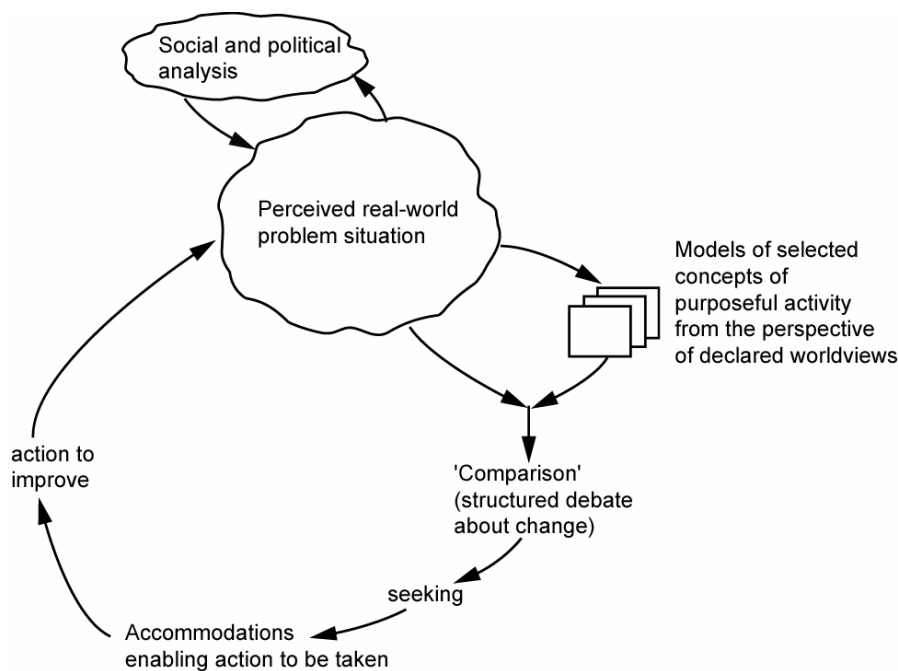 Social and political
analysis
Perceived real-world
problem situation
Models of selected
concepts of
purposeful activity
from the perspective
of declared worldviews
'Comparison'
(structured debate
about change)
seeking
Accommodations
enabling action to be taken
action to
improve